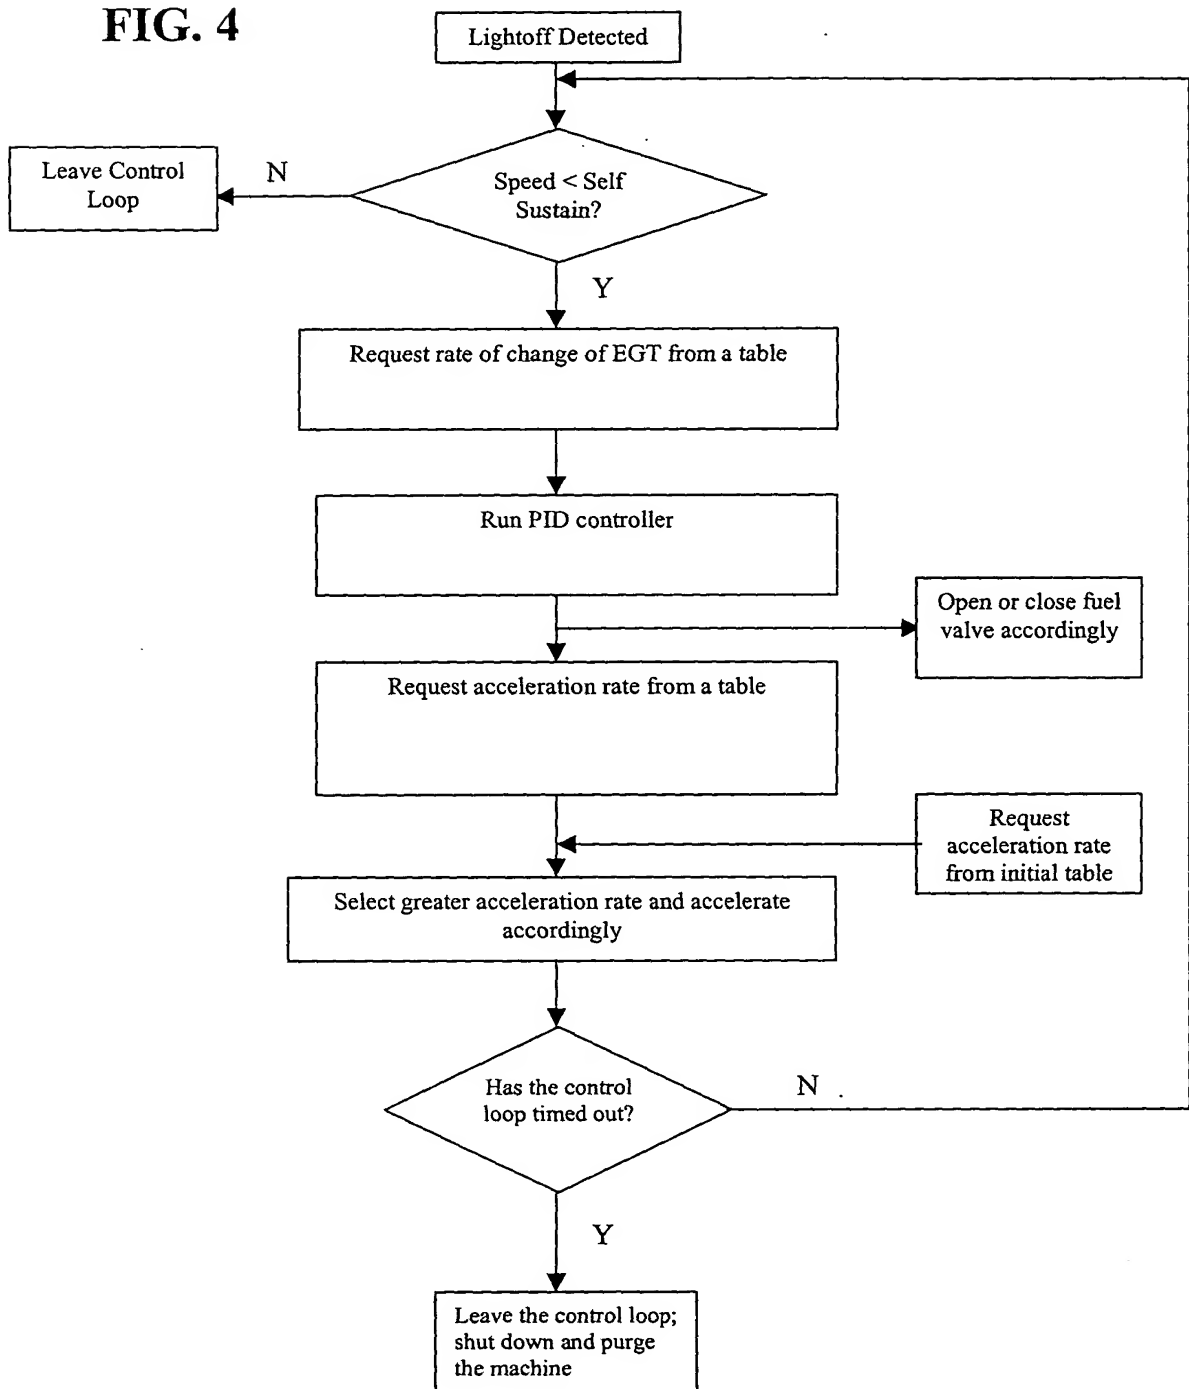 FIG. 4
Lightoff Detected
Leave Control
Loop
N
Speed < Self
Sustain?
Y
Request rate of change of EGT from a table
Run PID controller
Open or close fuel
valve accordingly
Request acceleration rate from a table
Request
acceleration rate
from initial table
Select greater acceleration rate and accelerate
accordingly
Has the control
loop timed out?
N
Y
Leave the control loop;
shut down and purge
the machine